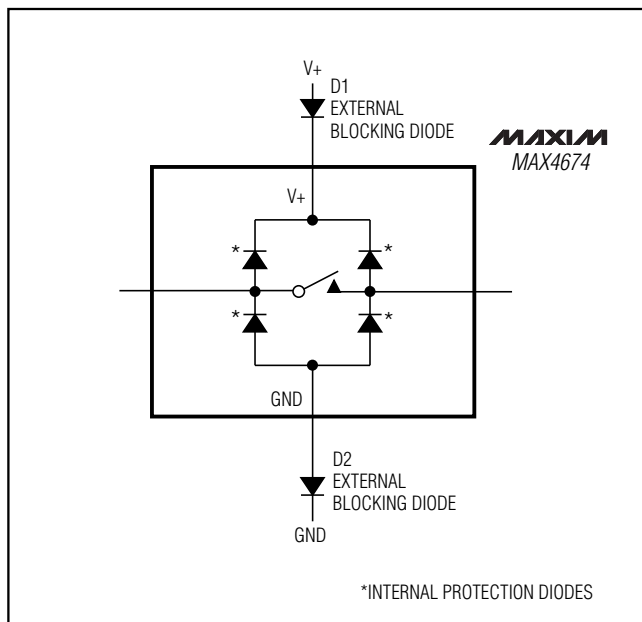 V+
D1
EXTERNAL
BLOCKING DIODE
MAXIM
MAX4674
V+
*
*
*
*
GND
D2
EXTERNAL
BLOCKING DIODE
GND
*INTERNAL PROTECTION DIODES